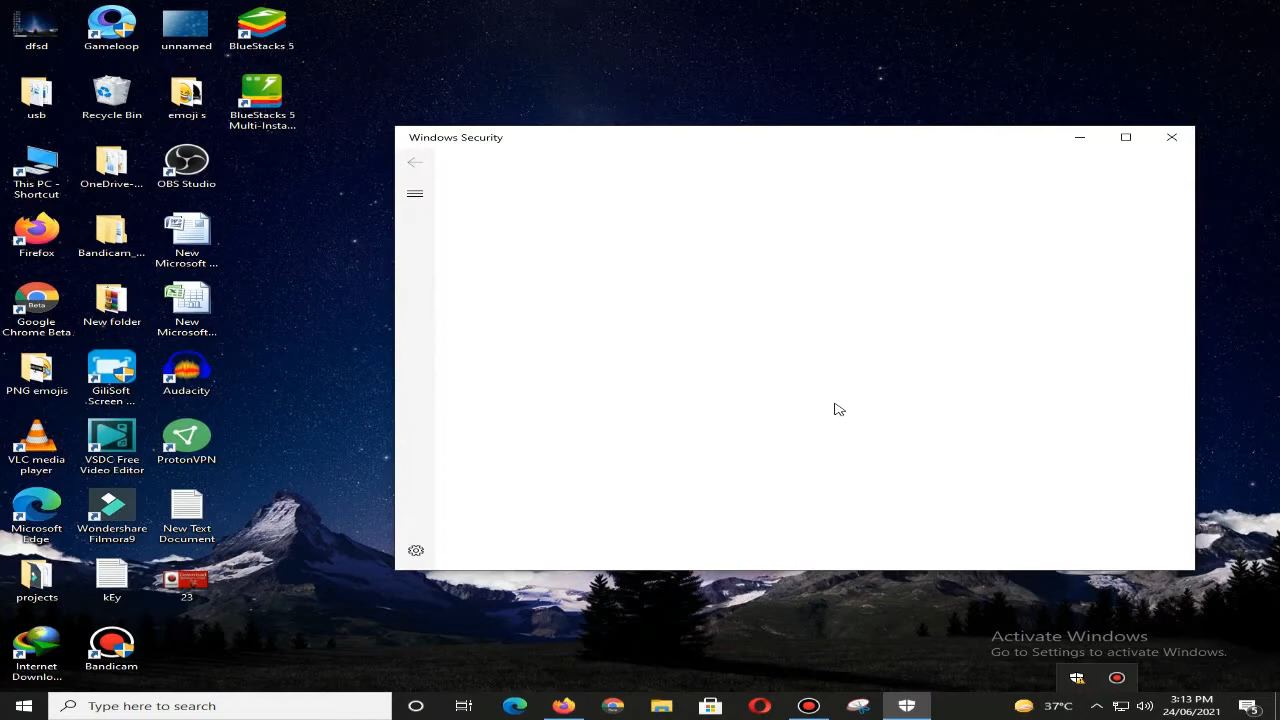 dfsd
Gameloop
unnamed
BlueStacks 5
usb
Recycle Bin
emoji s
BlueStacks 5
Multi-Insta...
This PC -
Shortcut
OneDrive-...
OBS Studio
Firefox
Bandicam_...
New
Microsoft ...
Beta
Google
Chrome Beta
New folder
New
Microsoft...
PNG emojis
GiliSoft
Screen ...
Audacity
VLC media
player
VSDC Free
Video Editor
ProtonVPN
Microsoft
Edge
Wondershare
Filmora9
New Text
Document
projects
kEy
23
Internet
Downlo...
Bandicam
Windows Security
Activate Windows
Go to Settings to activate Windows.
Type here to search
37°C
3:13 PM
24/06/2021
5